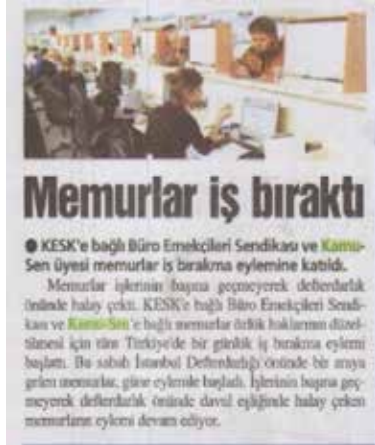 Memurlar iş bıraktı
● KESK'e bağlı Büro Emekçileri Sendikası ve Kamu-
Sen üyesi memurlar iş bırakma eylemine katıldı.
Memurlar işlerinin başına geçmeyerek defterdarlık
önünde halay çekti. KESK'e bağlı Büro Emekçileri Sendi-
kası ve Kamu-Sen'e bağlı memurlar özlük haklarının düzel-
tilmesi için tüm Türkiye'de bir günlük iş bırakma eylemi
başlattı. Bu sabah İstanbul Defterdarlığı önünde bir araya
gelen memurlar, güne eylemle başladı. İşlerinin başına geç-
meyerek defterdarlık önünde davul eşliğinde halay çeken
memurların eylemi devam ediyor.